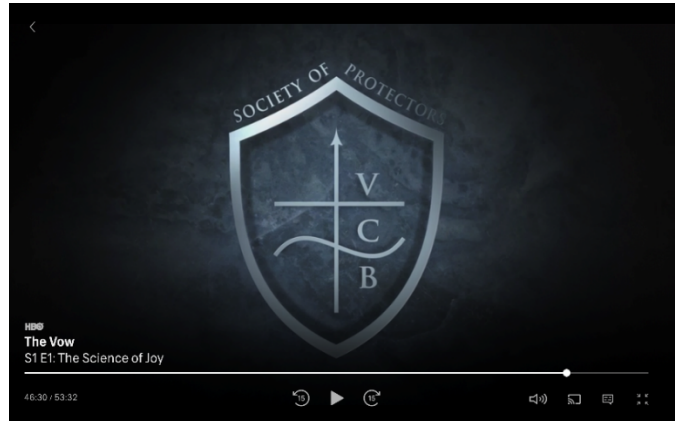 SOCIETY OF PROTECTORS
V
C
B
HBO
The Vow
S1 E1: The Science of Joy
46:30 / 53:32
15
15